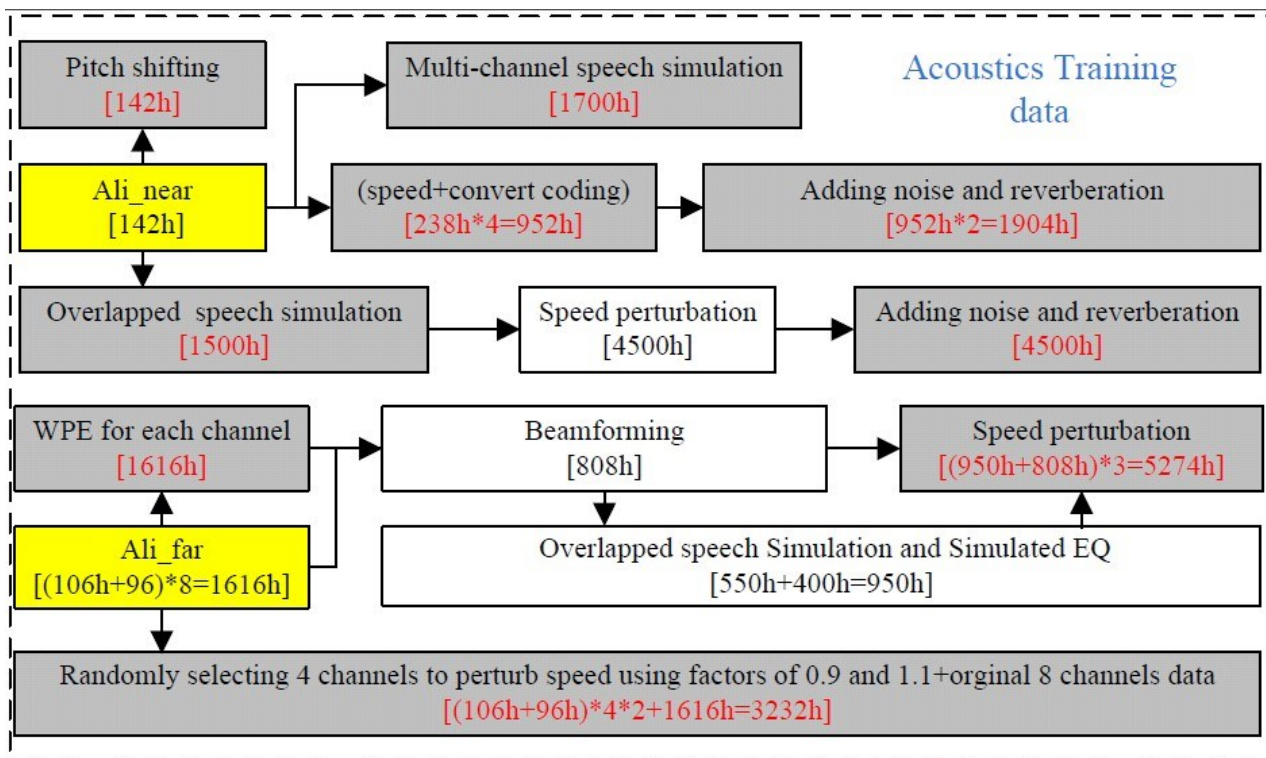 Acoustics Training
data
Pitch shifting
[142h]
Multi-channel speech simulation
[1700h]
Ali_near
[142h]
(speed+convert coding)
[238h*4=952h]
Adding noise and reverberation
[952h*2=1904h]
Overlapped speech simulation
[1500h]
Speed perturbation
[4500h]
Adding noise and reverberation
[4500h]
WPE for each channel
[1616h]
Beamforming
[808h]
Speed perturbation
[(950h+808h)*3=5274h]
Ali_far
[(106h+96)*8=1616h]
Overlapped speech Simulation and Simulated EQ
[550h+400h=950h]
Randomly selecting 4 channels to perturb speed using factors of 0.9 and 1.1+orginal 8 channels data
[(106h+96h)*4*2+1616h=3232h]